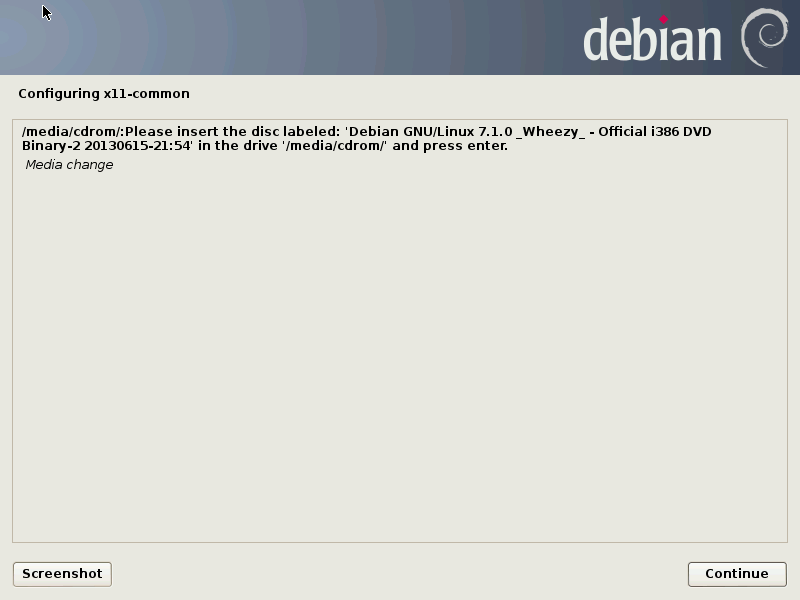 debian
Configuring x11-common
/media/cdrom/:Please insert the disc labeled: 'Debian GNU/Linux 7.1.0 _Wheezy_ - Official i386 DVD
Binary-2 20130615-21:54' in the drive '/media/cdrom/' and press enter.
Media change
Screenshot
Continue